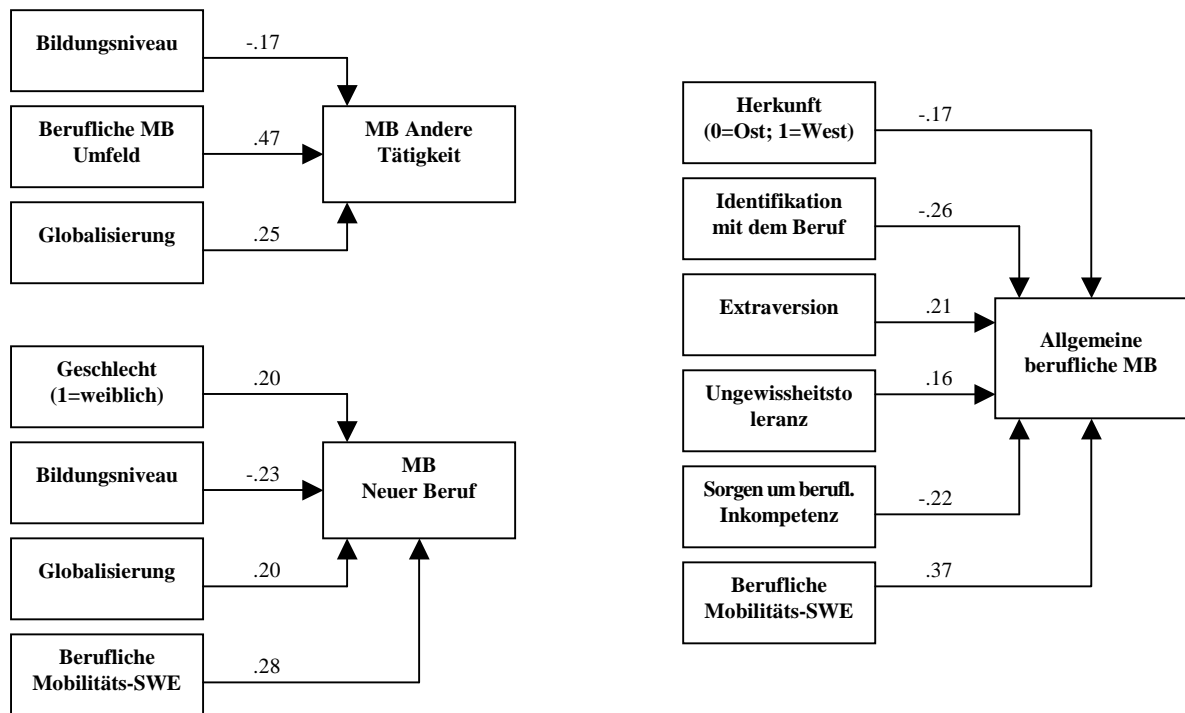 Bildungsniveau
-.17
Berufliche MB
Umfeld
.47
Globalisierung
.25
MB Andere
Tätigkeit
Geschlecht
(1=weiblich)
.20
Bildungsniveau
-.23
Globalisierung
.20
Berufliche
Mobilitäts-SWE
.28
MB
Neuer Beruf
Herkunft
(0=Ost; 1=West)
-.17
Identifikation
mit dem Beruf
-.26
Extraversion
.21
Ungewissheitsto
leranz
.16
Sorgen um berufl.
Inkompetenz
-.22
Berufliche
Mobilitäts-SWE
.37
Allgemeine
berufliche MB